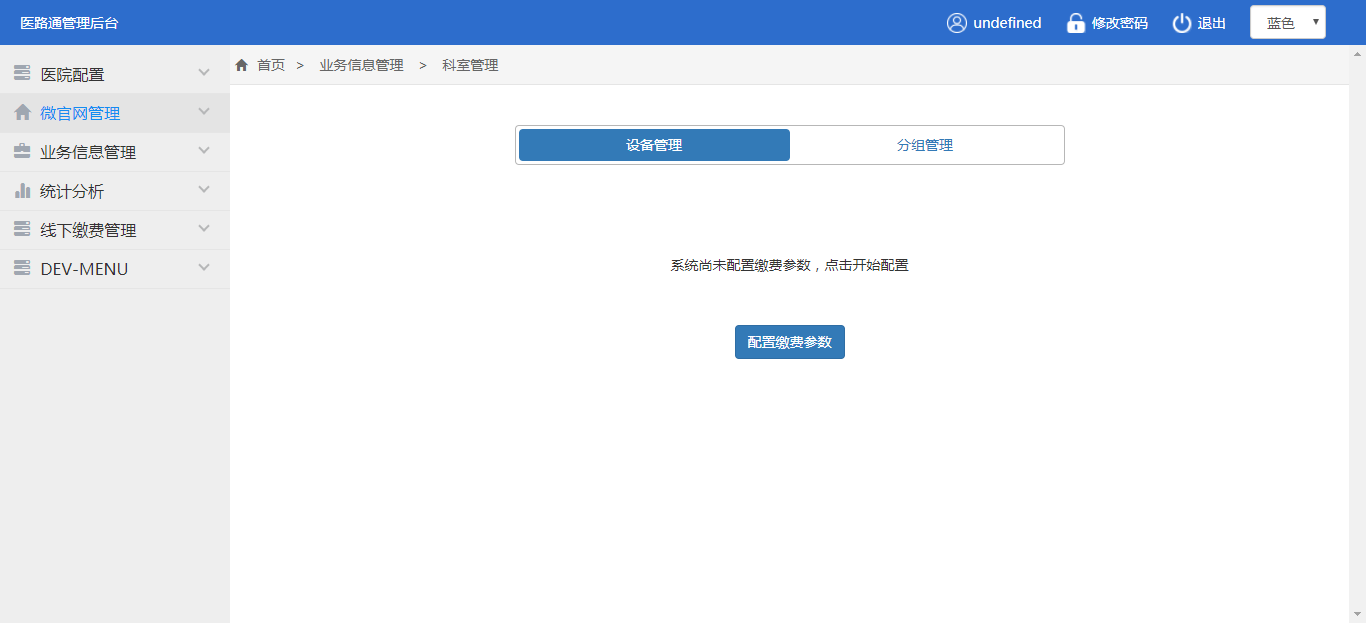 医路通管理后台
undefined
修改密码
退出
蓝色
医院配置
微官网管理
业务信息管理
统计分析
线下缴费管理
DEV-MENU
首页 > 业务信息管理 > 科室管理
设备管理
分组管理
系统尚未配置缴费参数，点击开始配置
配置缴费参数